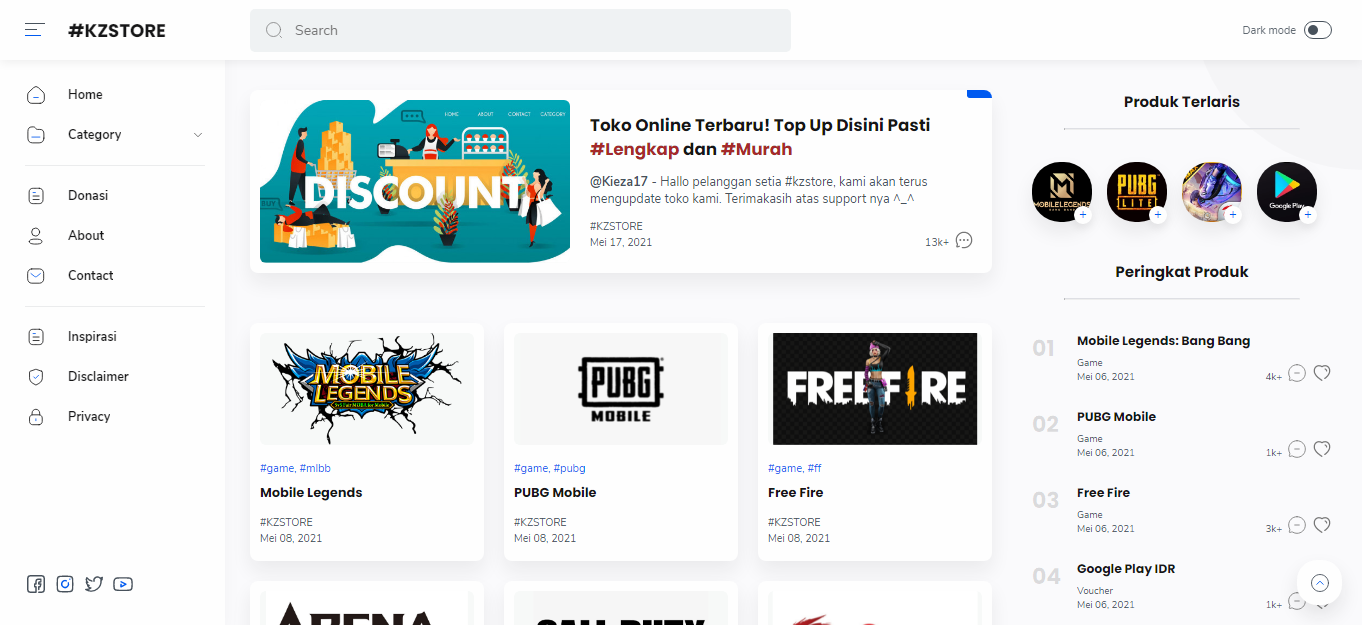 #KZSTORE
Search
Dark mode
Home
Category
Donasi
About
Contact
Inspirasi
Disclaimer
Privacy
HOME ABOUT CONTACT CATEGORY
BUY
DISCOUNT
Toko Online Terbaru! Top Up Disini Pasti
#Lengkap dan #Murah
@Kieza17 - Hallo pelanggan setia #kzstore, kami akan terus
mengupdate toko kami. Terimakasih atas support nya ^_^
#KZSTORE
Mei 17, 2021
13k+
MOBILE LEGENDS
#game, #mlbb
Mobile Legends
#KZSTORE
Mei 08, 2021
PUBG
MOBILE
#game, #pubg
PUBG Mobile
#KZSTORE
Mei 08, 2021
FREE FIRE
#game, #ff
Free Fire
#KZSTORE
Mei 08, 2021
ARENA
CALL OF DUTY
Produk Terlaris
MOBILE LEGENDS
PUBG
LITE
Google Play
Peringkat Produk
01
Mobile Legends: Bang Bang
Game
Mei 06, 2021
4k+
02
PUBG Mobile
Game
Mei 06, 2021
1k+
03
Free Fire
Game
Mei 06, 2021
3k+
04
Google Play IDR
Voucher
Mei 06, 2021
1k+